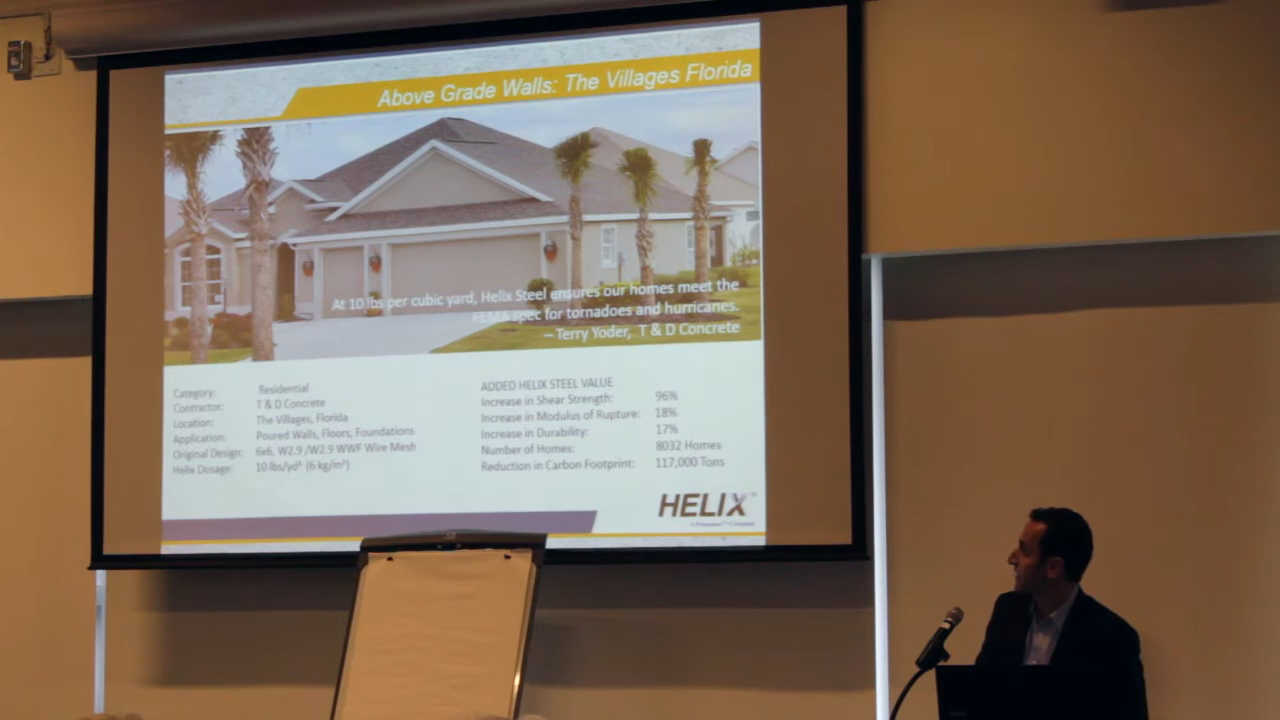 Above Grade Walls: The Villages Florida
At 10 lbs per cubic yard, Helix Steel ensures our homes meet the
FEMA spec for tornadoes and hurricanes.
– Terry Yoder, T & D Concrete
Category: Residential
Contractor: T & D Concrete
Location: The Villages, Florida
Application: Poured Walls, Floors, Foundations
Original Design: 6x6, W2.9 /W2.9 WWF Wire Mesh
Helix Dosage: 10 lbs/yd³ (6 kg/m³)
ADDED HELIX STEEL VALUE
Increase in Shear Strength: 96%
Increase in Modulus of Rupture: 18%
Increase in Durability: 17%
Number of Homes: 8032 Homes
Reduction in Carbon Footprint: 117,000 Tons
HELIX™